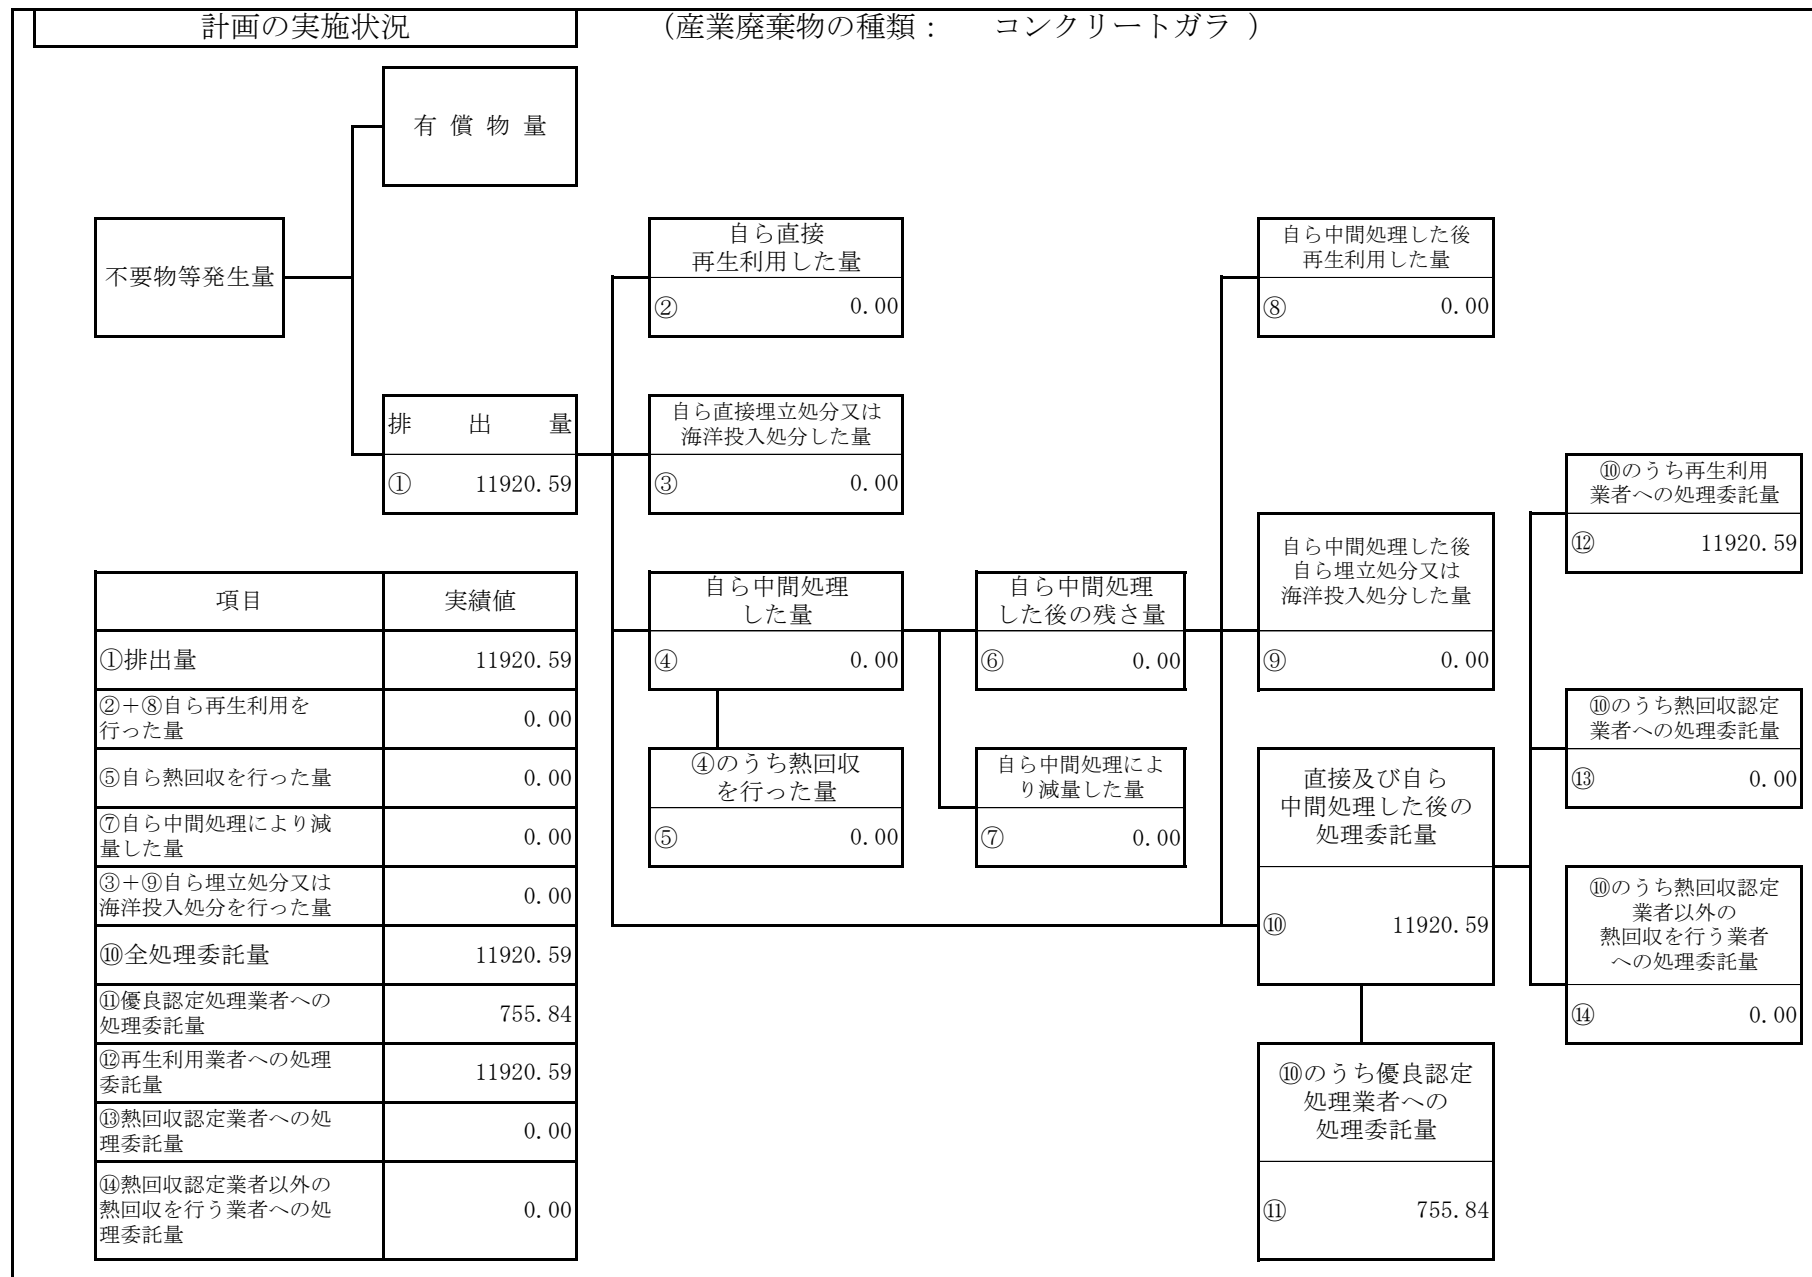 計画の実施状況 （産業廃棄物の種類： コンクリートガラ ）
有 償 物 量
不要物等発生量
自ら直接
再生利用した量
② 0.00
自ら中間処理した後
再生利用した量
⑧ 0.00
排 出 量
① 11920.59
自ら直接埋立処分又は
海洋投入処分した量
③ 0.00
⑩のうち再生利用
業者への処理委託量
⑫ 11920.59
自ら中間処理した後
自ら埋立処分又は
海洋投入処分した量
⑨ 0.00
自ら中間処理
した量
④ 0.00
自ら中間処理
した後の残さ量
⑥ 0.00
④のうち熱回収
を行った量
⑤ 0.00
自ら中間処理によ
り減量した量
⑦ 0.00
直接及び自ら
中間処理した後の
処理委託量
⑩ 11920.59
⑩のうち熱回収認定
業者への処理委託量
⑬ 0.00
⑩のうち熱回収認定
業者以外の
熱回収を行う業者
への処理委託量
⑭ 0.00
⑩のうち優良認定
処理業者への
処理委託量
⑪ 755.84
項目 実績値
①排出量 11920.59
②＋⑧自ら再生利用を
行った量 0.00
⑤自ら熱回収を行った量 0.00
⑦自ら中間処理により減
量した量 0.00
③＋⑨自ら埋立処分又は
海洋投入処分を行った量 0.00
⑩全処理委託量 11920.59
⑪優良認定処理業者への
処理委託量 755.84
⑫再生利用業者への処理
委託量 11920.59
⑬熱回収認定業者への処
理委託量 0.00
⑭熱回収認定業者以外の
熱回収を行う業者への処
理委託量 0.00